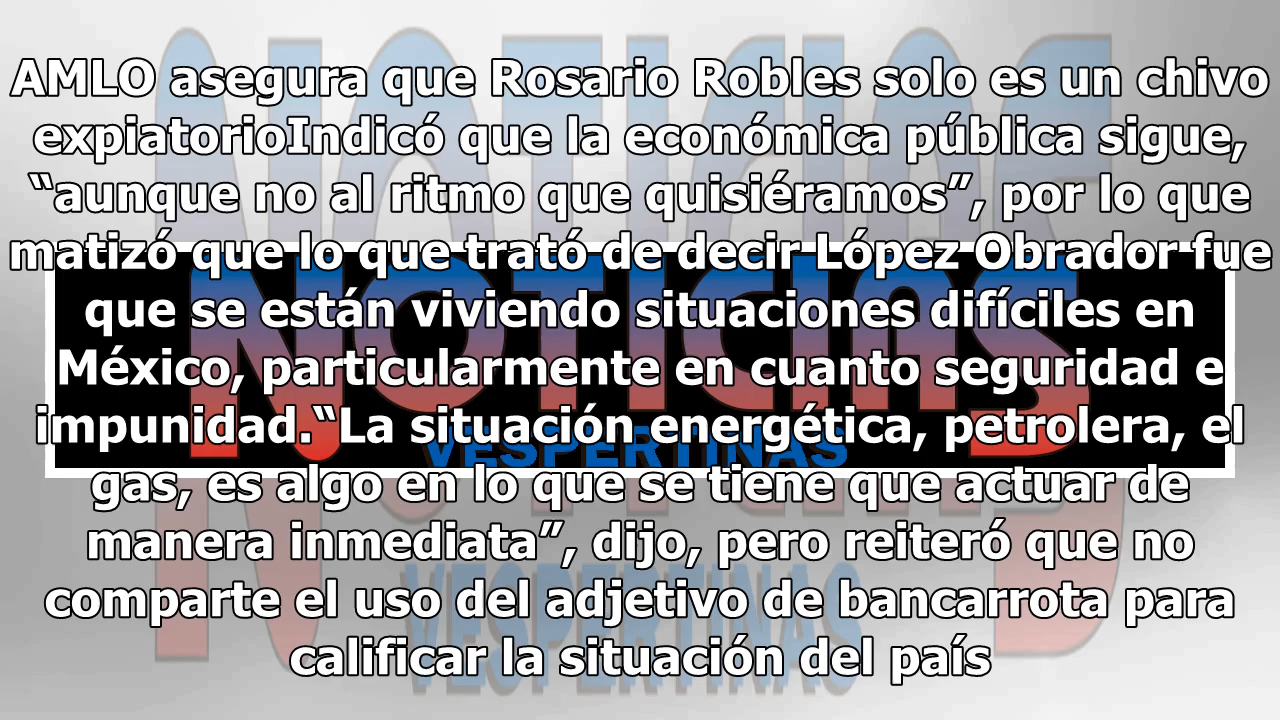 AMLO asegura que Rosario Robles solo es un chivo
expiatorioIndicó que la económica pública sigue,
“aunque no al ritmo que quisiéramos”, por lo que
matizó que lo que trató de decir López Obrador fue
que se están viviendo situaciones difíciles en
México, particularmente en cuanto seguridad e
impunidad.“La situación energética, petrolera, el
gas, es algo en lo que se tiene que actuar de
manera inmediata”, dijo, pero reiteró que no
comparte el uso del adjetivo de bancarrota para
calificar la situación del país
NOTICIAS
VESPERTINAS
NOTICIAS
VESPERTINAS